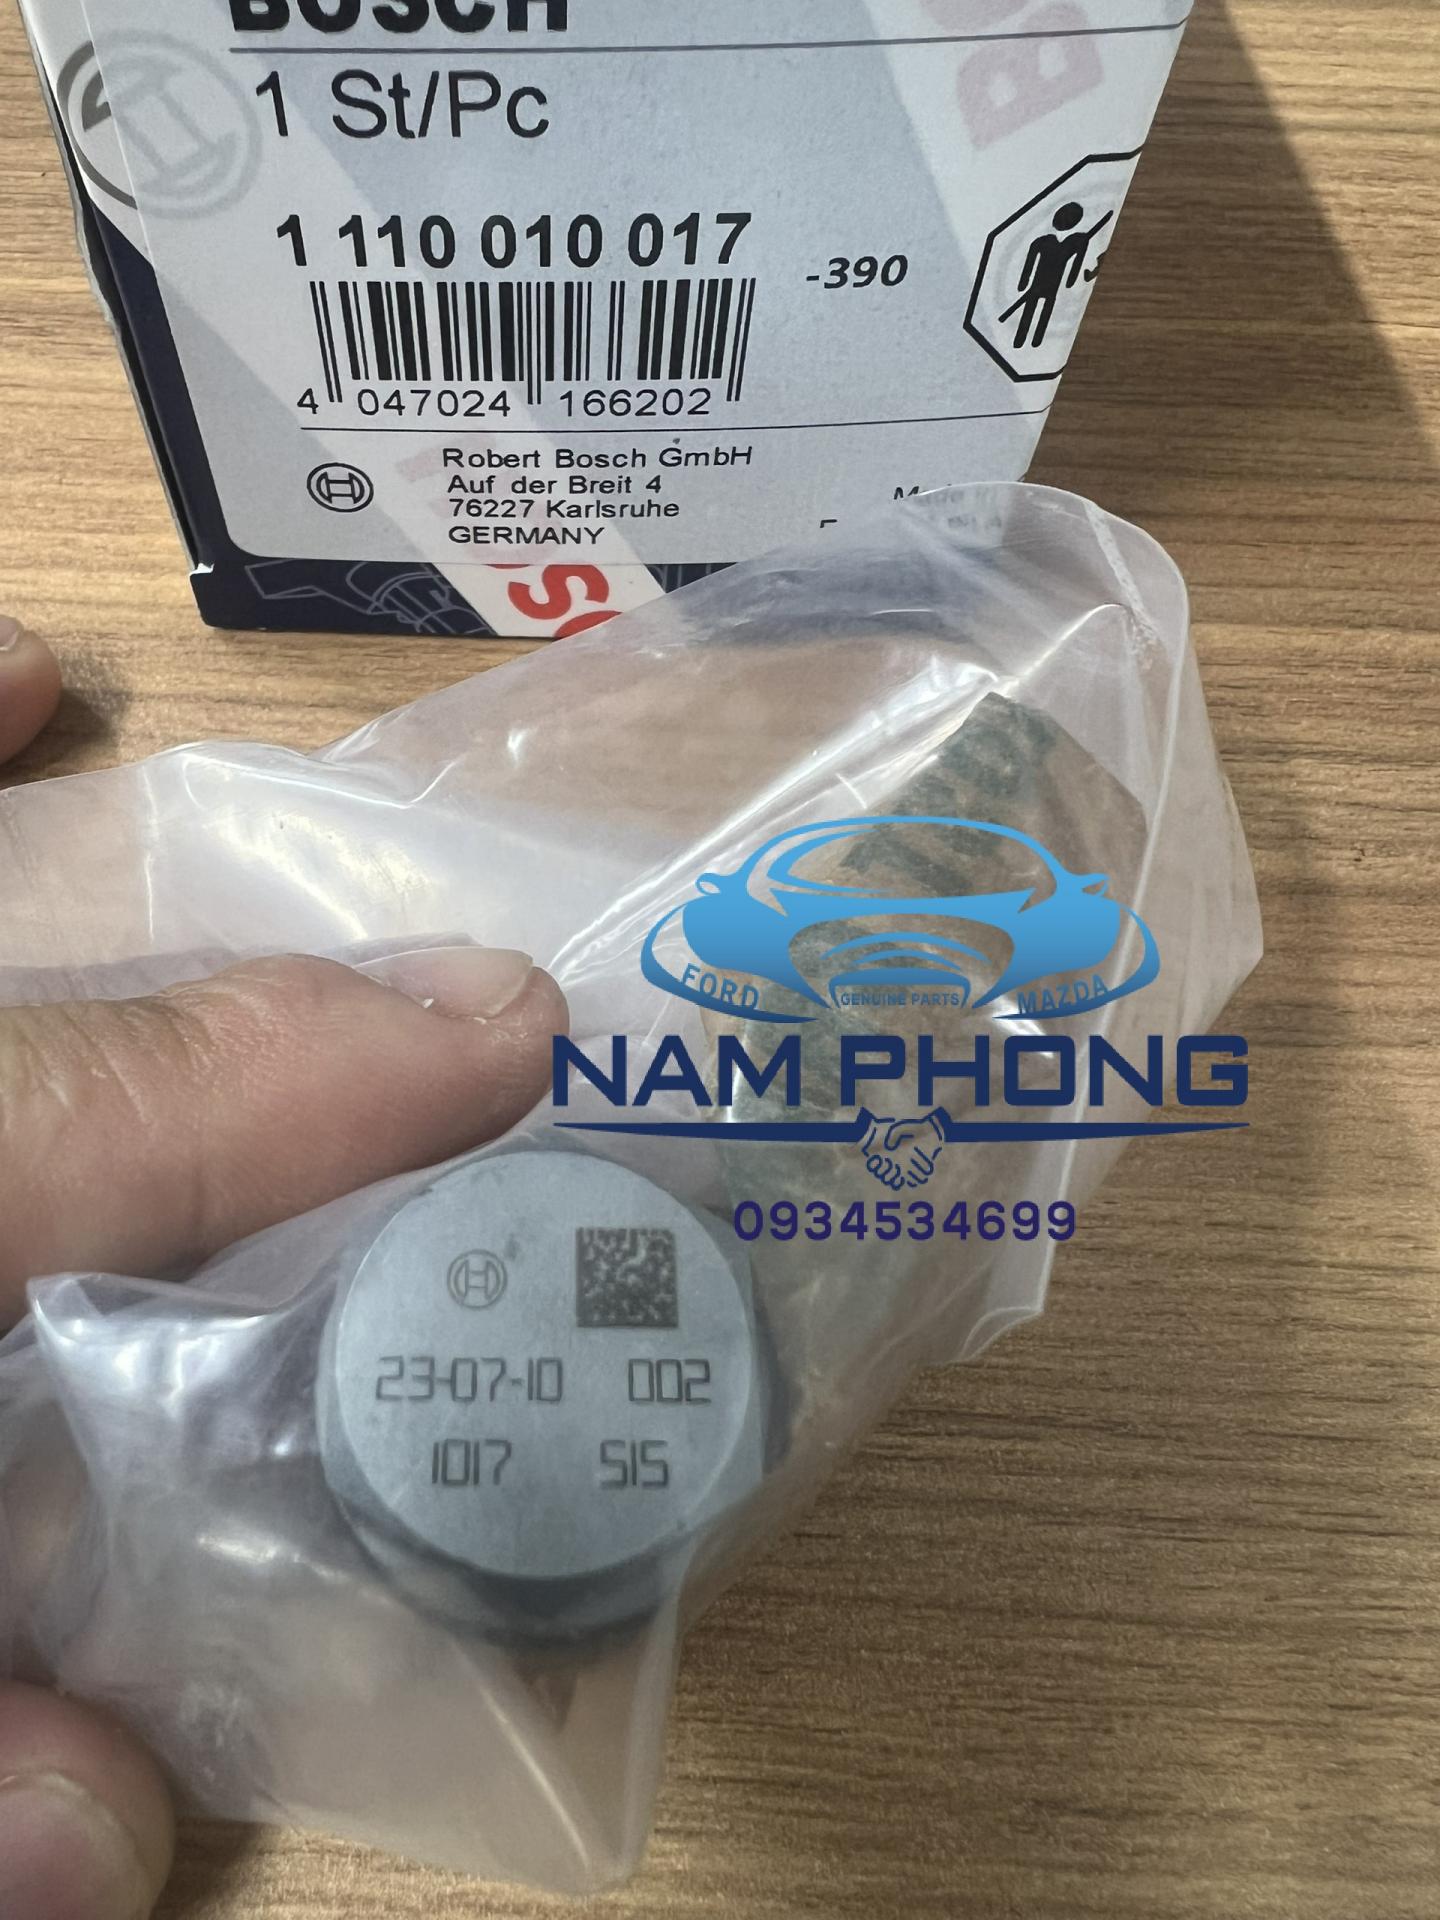 BOSCH
1 St/Pc
1 110 010 017
-390
4 047024 166202
Robert Bosch GmbH
Auf der Breit 4
76227 Karlsruhe
GERMANY
FORD
GENUINE PARTS
MAZDA
NAM PHONG
0934534699
23-07-10 002
1017 515